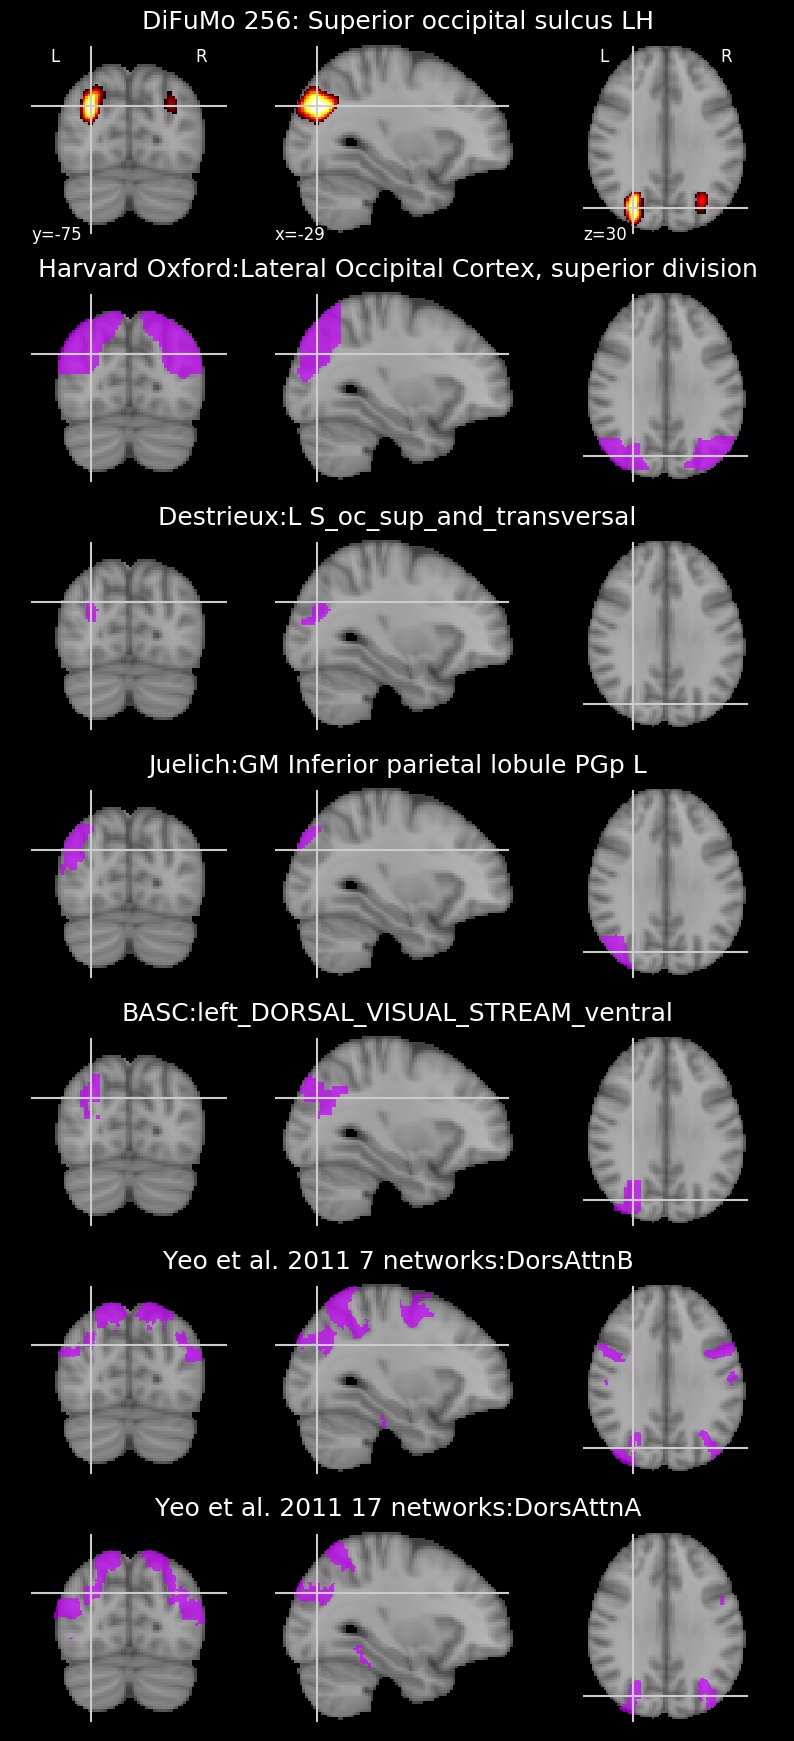 DiFuMo 256: Superior occipital sulcus LH
L R L R
y=-75 x=-29 z=30
Harvard Oxford:Lateral Occipital Cortex, superior division
Destrieux:L S_oc_sup_and_transversal
Juelich:GM Inferior parietal lobule PGp L
BASC:left_DORSAL_VISUAL_STREAM_ventral
Yeo et al. 2011 7 networks:DorsAttnB
Yeo et al. 2011 17 networks:DorsAttnA